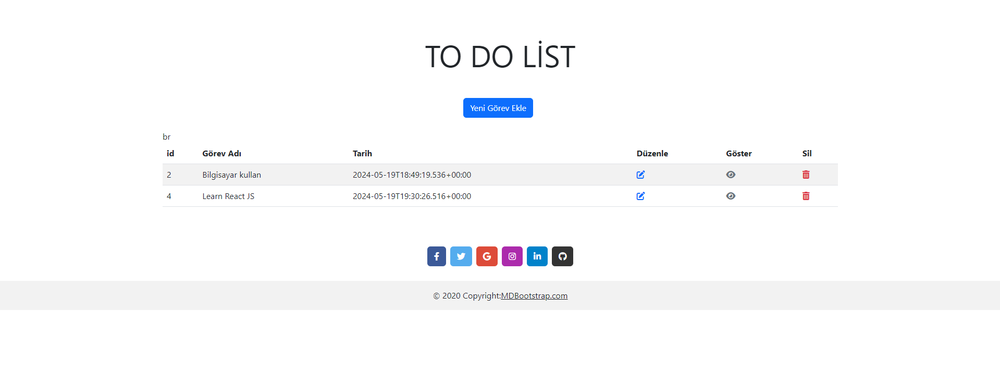 TO DO LİST
Yeni Görev Ekle
br
id Görev Adı Tarih Düzenle Göster Sil
2 Bilgisayar kullan 2024-05-19T18:49:19.536+00:00
4 Learn React JS 2024-05-19T19:30:26.516+00:00
© 2020 Copyright:MDBootstrap.com